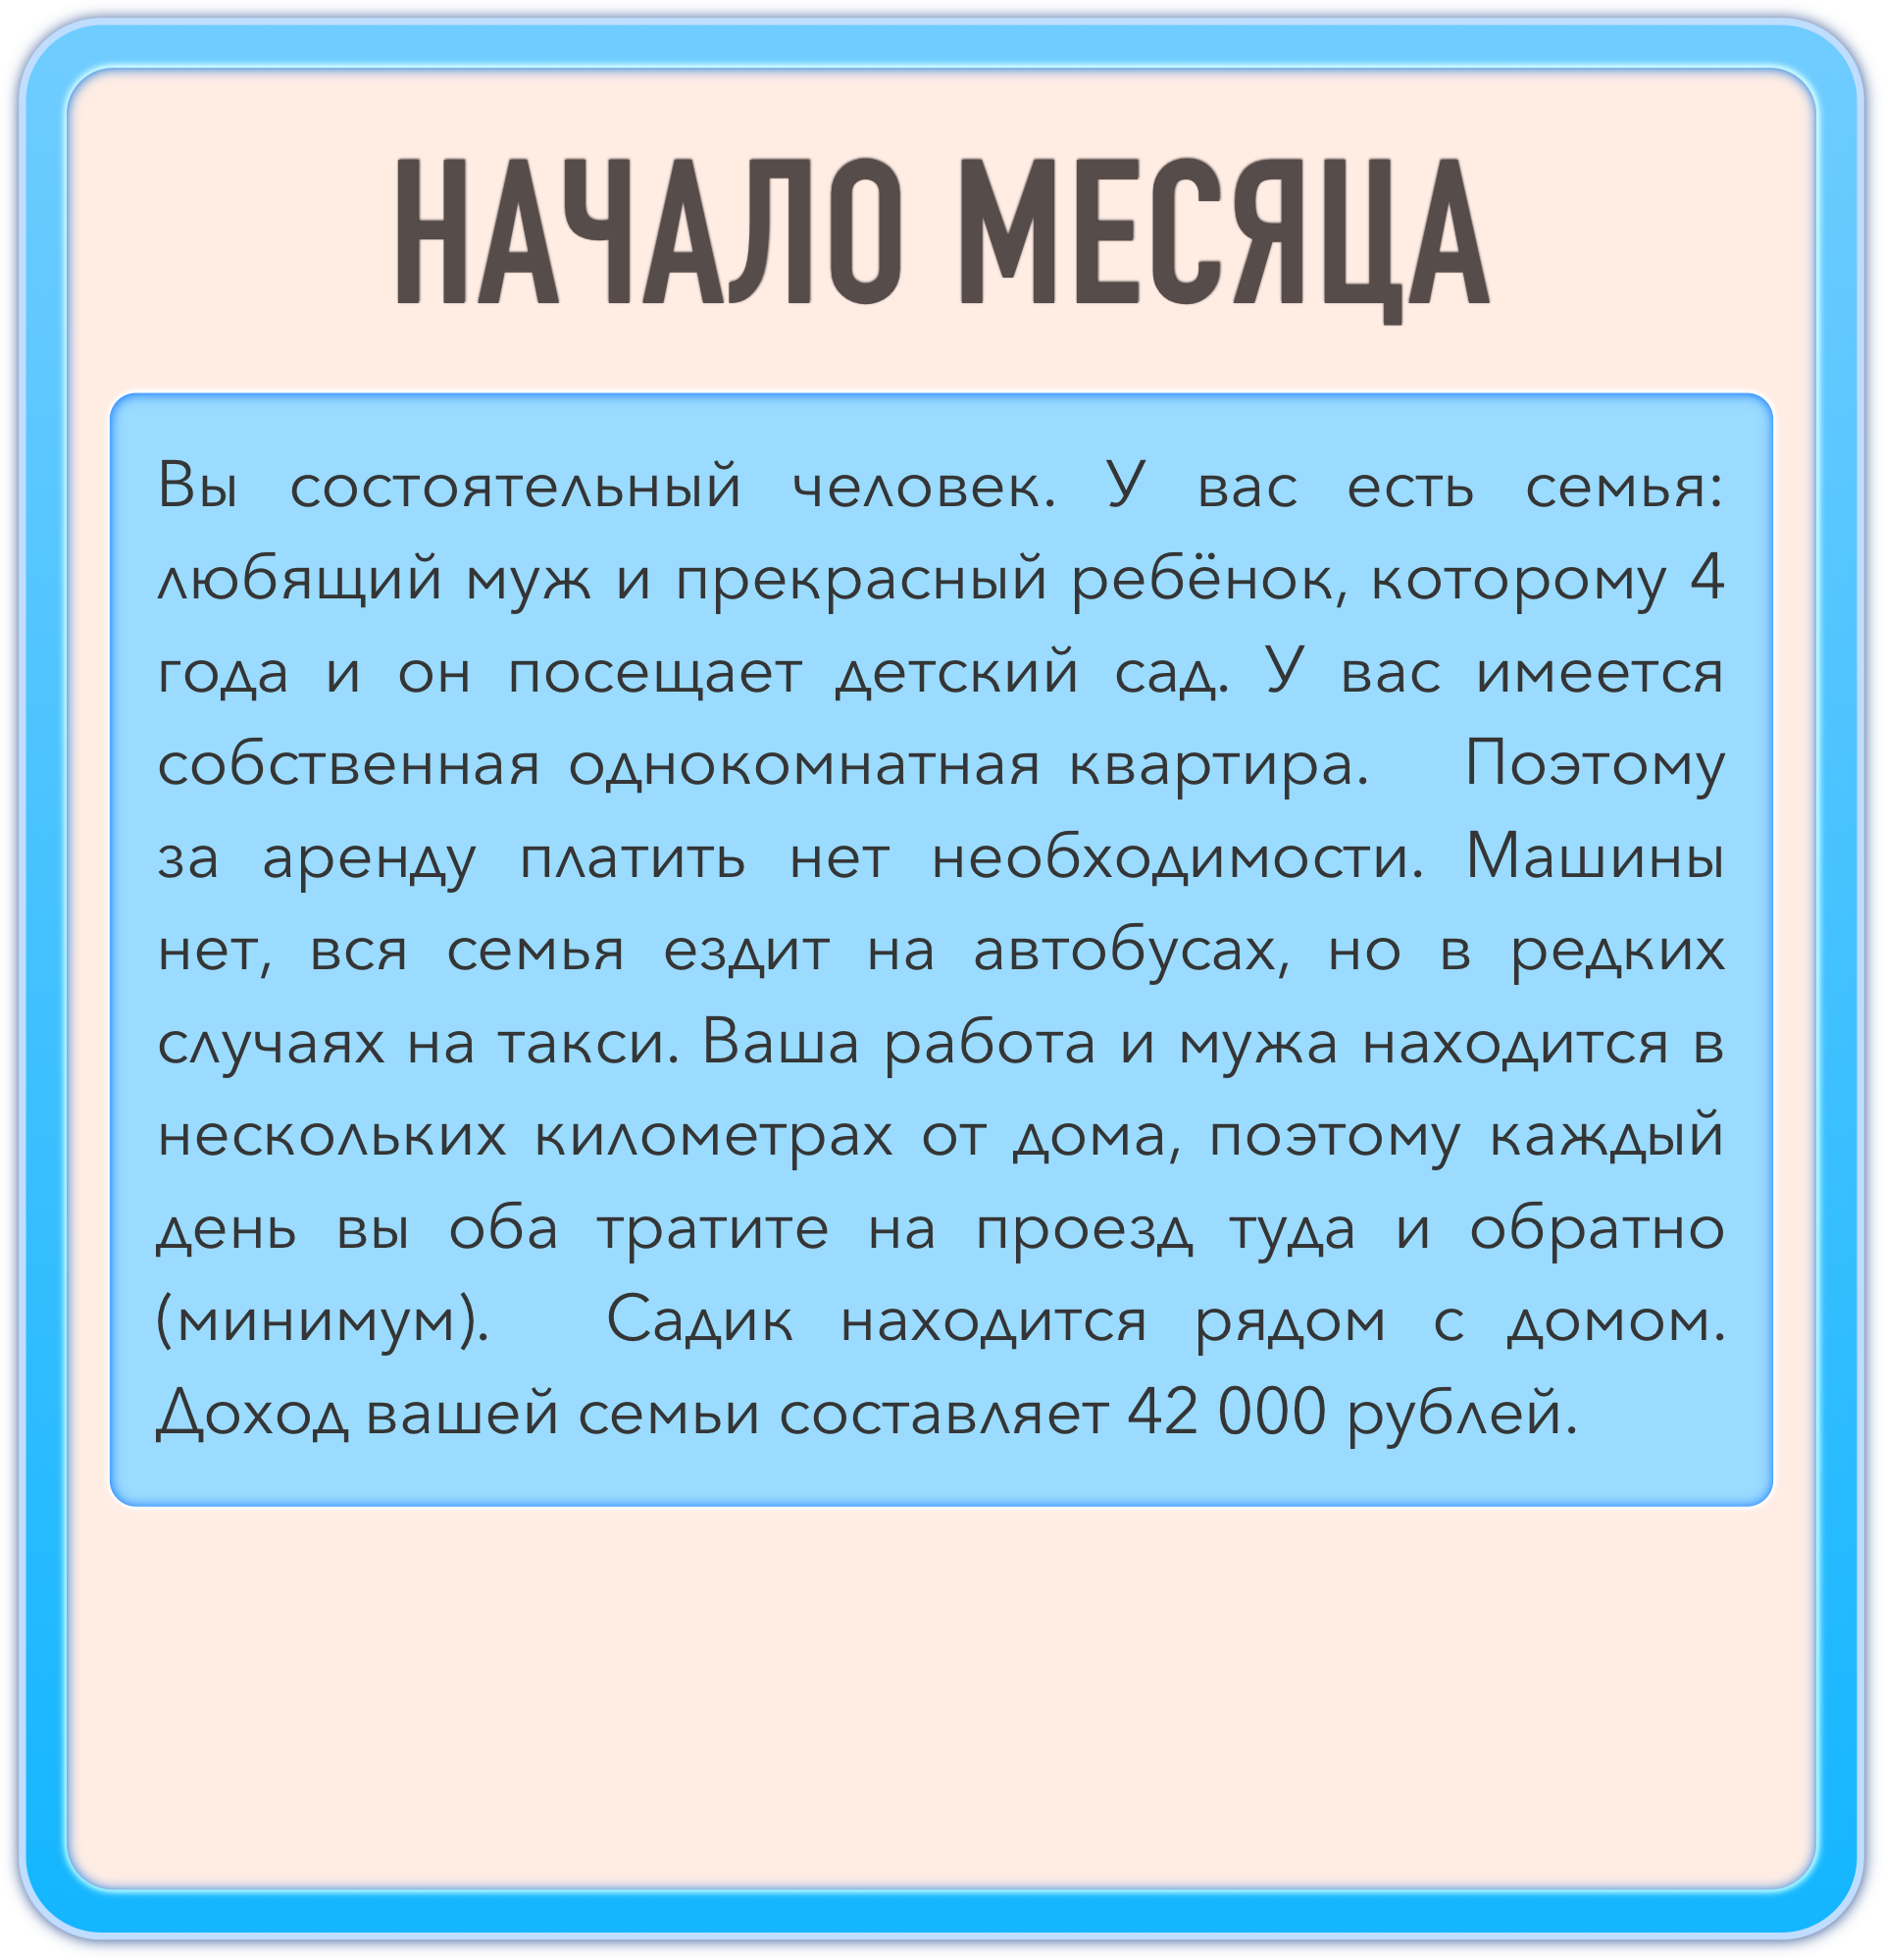 НАЧАЛО МЕСЯЦА
Вы состоятельный человек. У вас есть семья:
любящий муж и прекрасный ребёнок, которому 4
года и он посещает детский сад. У вас имеется
собственная однокомнатная квартира. Поэтому
за аренду платить нет необходимости. Машины
нет, вся семья ездит на автобусах, но в редких
случаях на такси. Ваша работа и мужа находится в
нескольких километрах от дома, поэтому каждый
день вы оба тратите на проезд туда и обратно
(минимум). Садик находится рядом с домом.
Доход вашей семьи составляет 42 000 рублей.